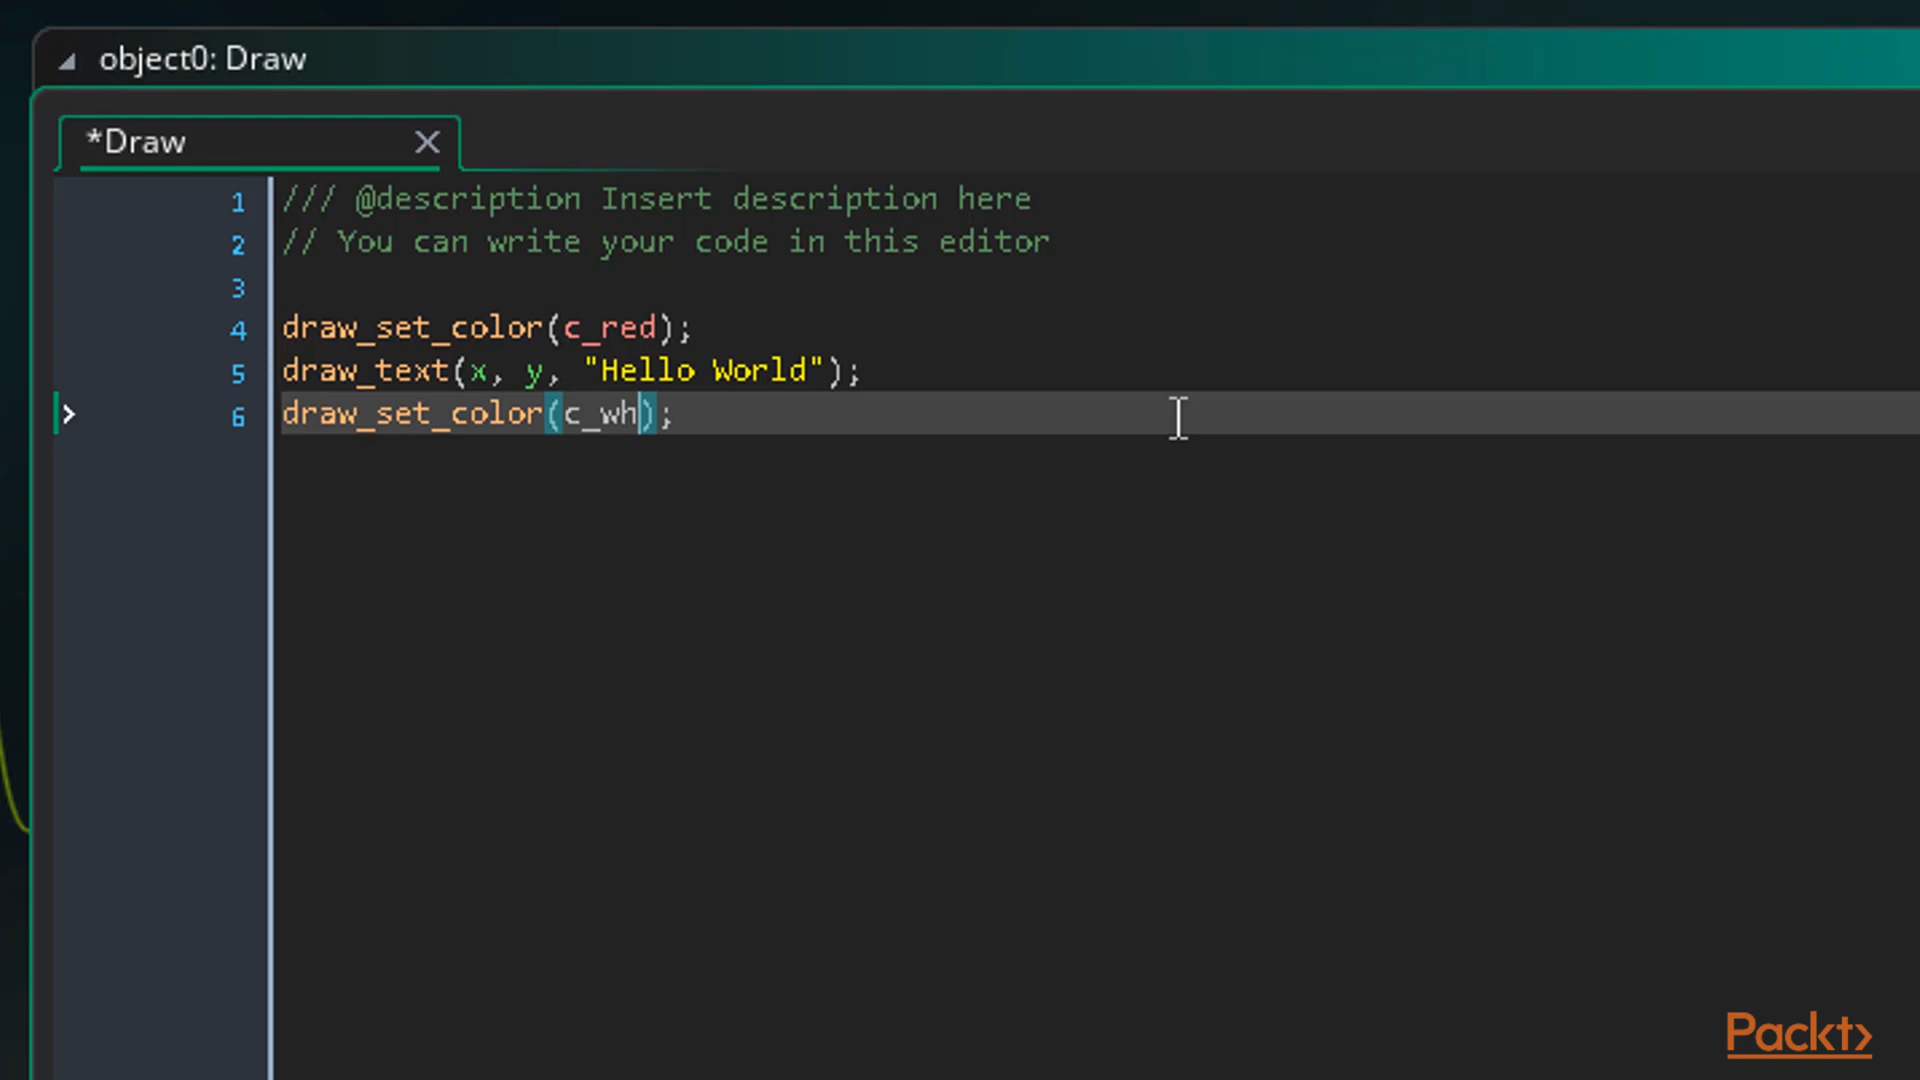 object0: Draw
*Draw
1 /// @description Insert description here
2 // You can write your code in this editor
3
4 draw_set_color(c_red);
5 draw_text(x, y, "Hello World");
6 draw_set_color(c_wh);
Packt>